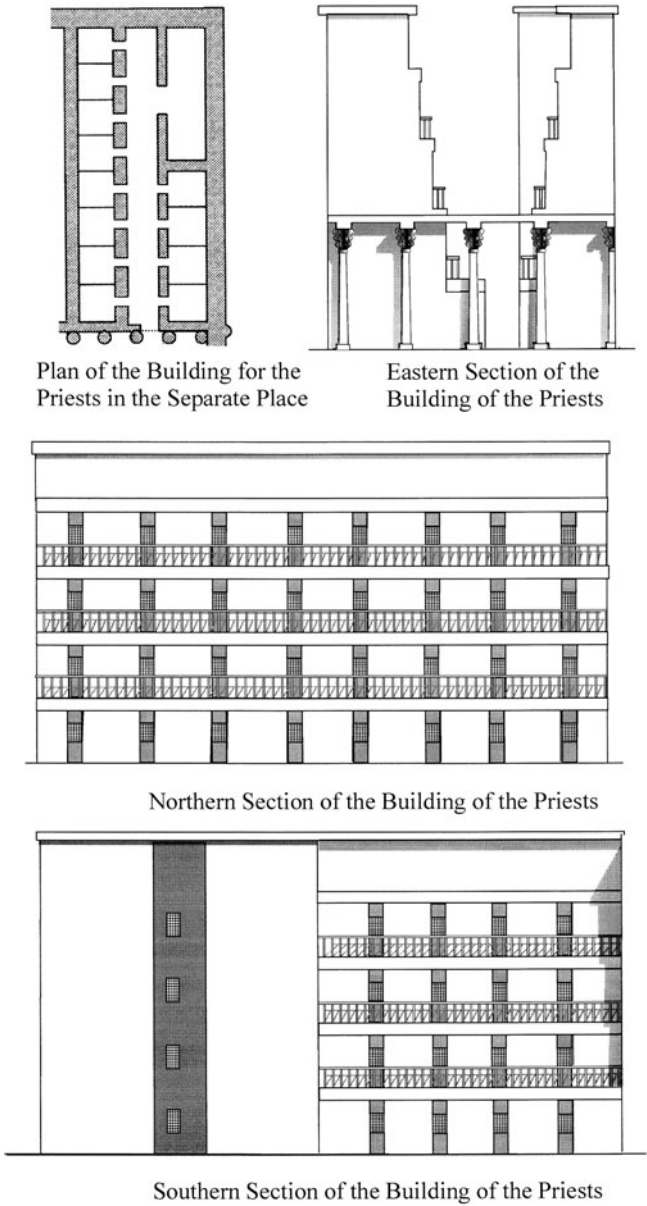 Plan of the Building for the
Priests in the Separate Place
Eastern Section of the
Building of the Priests
Northern Section of the Building of the Priests
Southern Section of the Building of the Priests